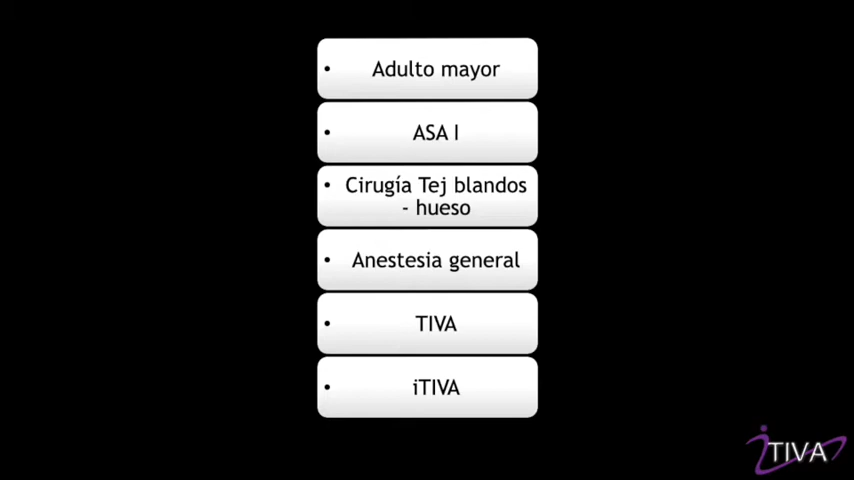 • Adulto mayor
• ASA I
• Cirugía Tej blandos
- hueso
• Anestesia general
• TIVA
• iTIVA
iTIVA